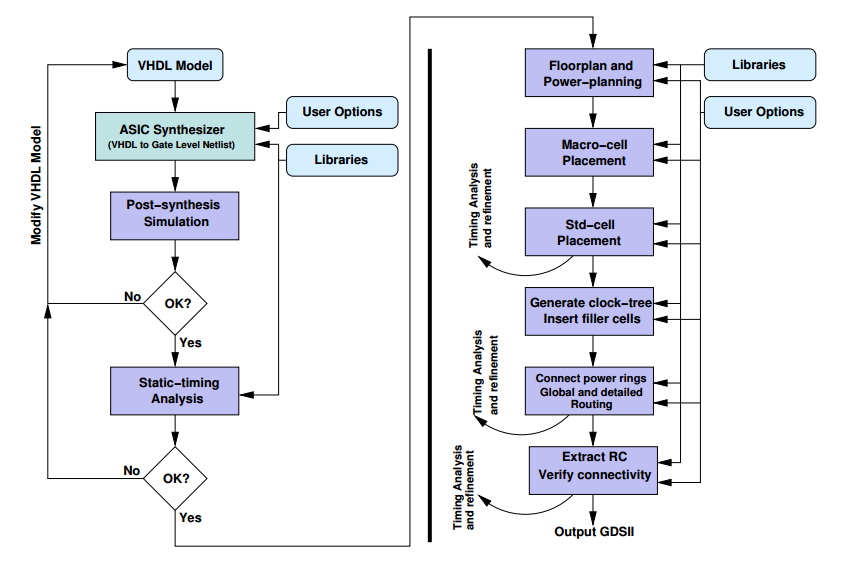 VHDL Model
User Options
ASIC Synthesizer
(VHDL to Gate Level Netlist)
Libraries
Modify VHDL Model
Post−synthesis
Simulation
No
OK?
Yes
Static−timing
Analysis
No
OK?
Yes
Floorplan and
Power−planning
Libraries
User Options
Macro−cell
Placement
Timing Analysis
and refinement
Std−cell
Placement
Generate clock−tree
Insert filler cells
Timing Analysis
and refinement
Connect power rings
Global and detailed
Routing
Timing Analysis
and refinement
Extract RC
Verify connectivity
Output GDSII